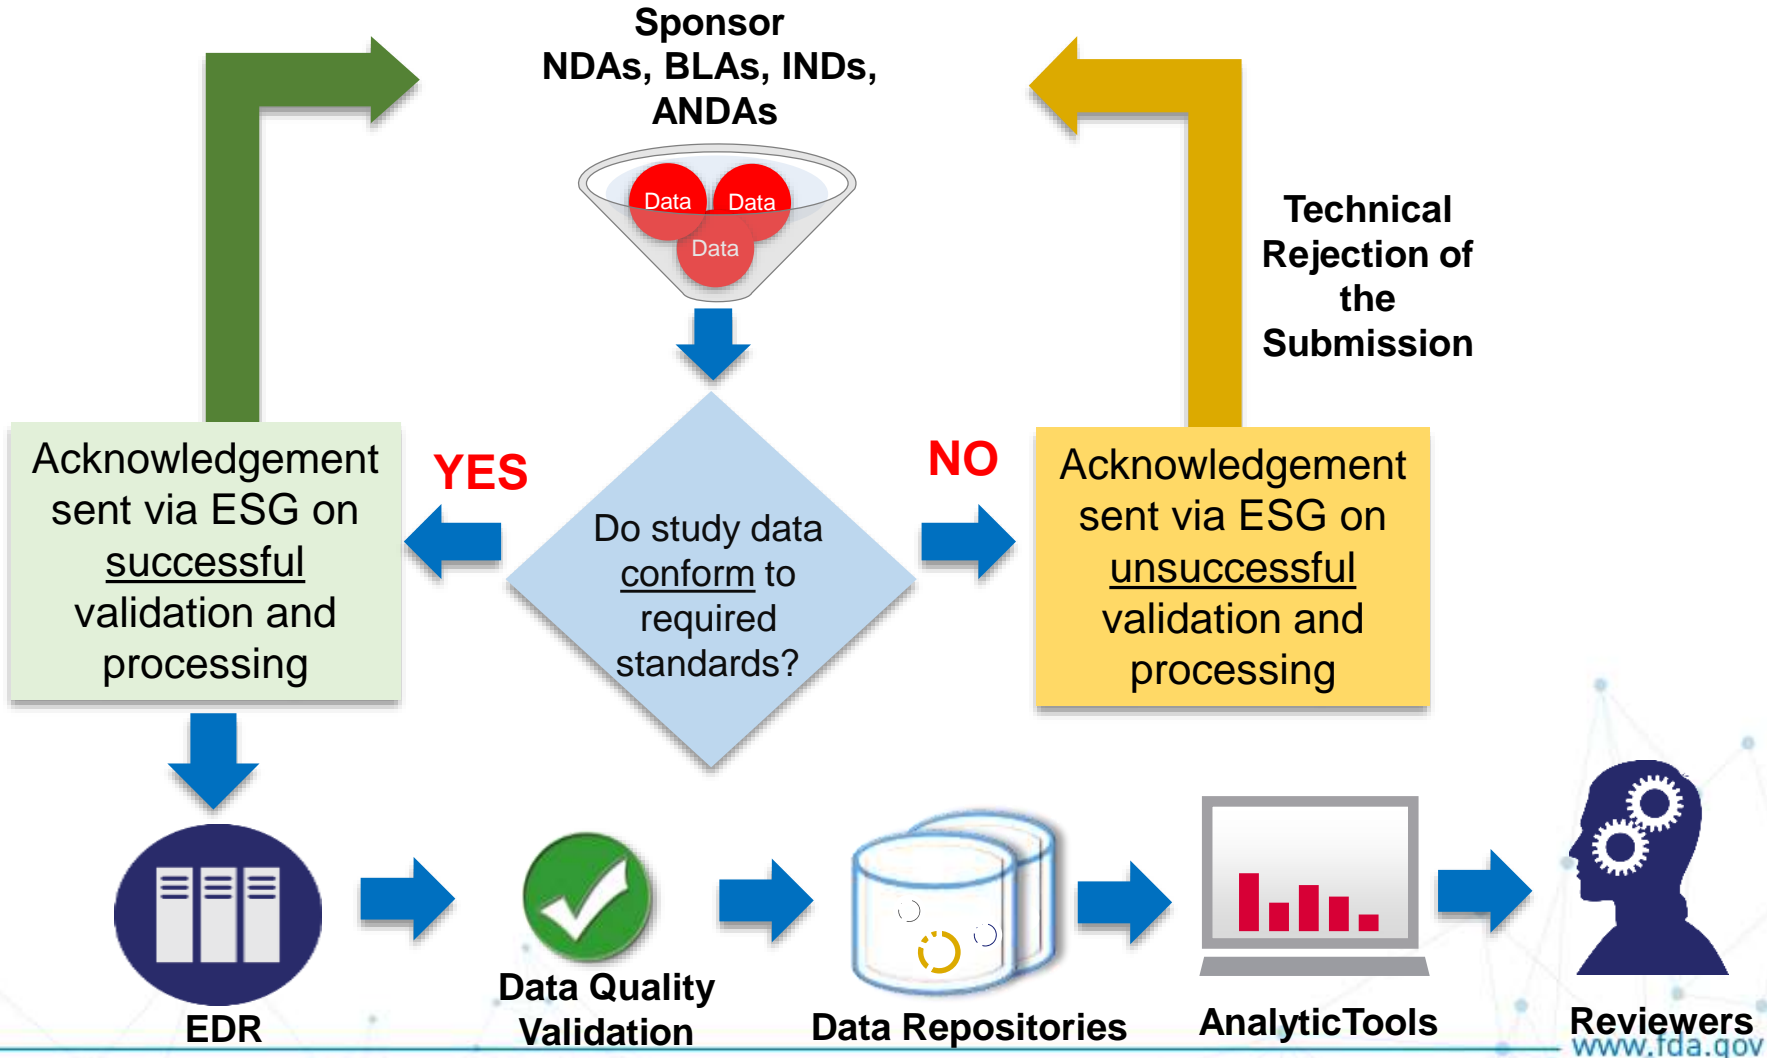 Sponsor
NDAs, BLAs, INDs,
ANDAs
Data
Data
Data
Technical
Rejection of
the
Submission
Acknowledgement
sent via ESG on
successful
validation and
processing
YES
Do study data
conform to
required
standards?
NO
Acknowledgement
sent via ESG on
unsuccessful
validation and
processing
EDR
Data Quality
Validation
Data Repositories
AnalyticTools
Reviewers
www.fda.gov